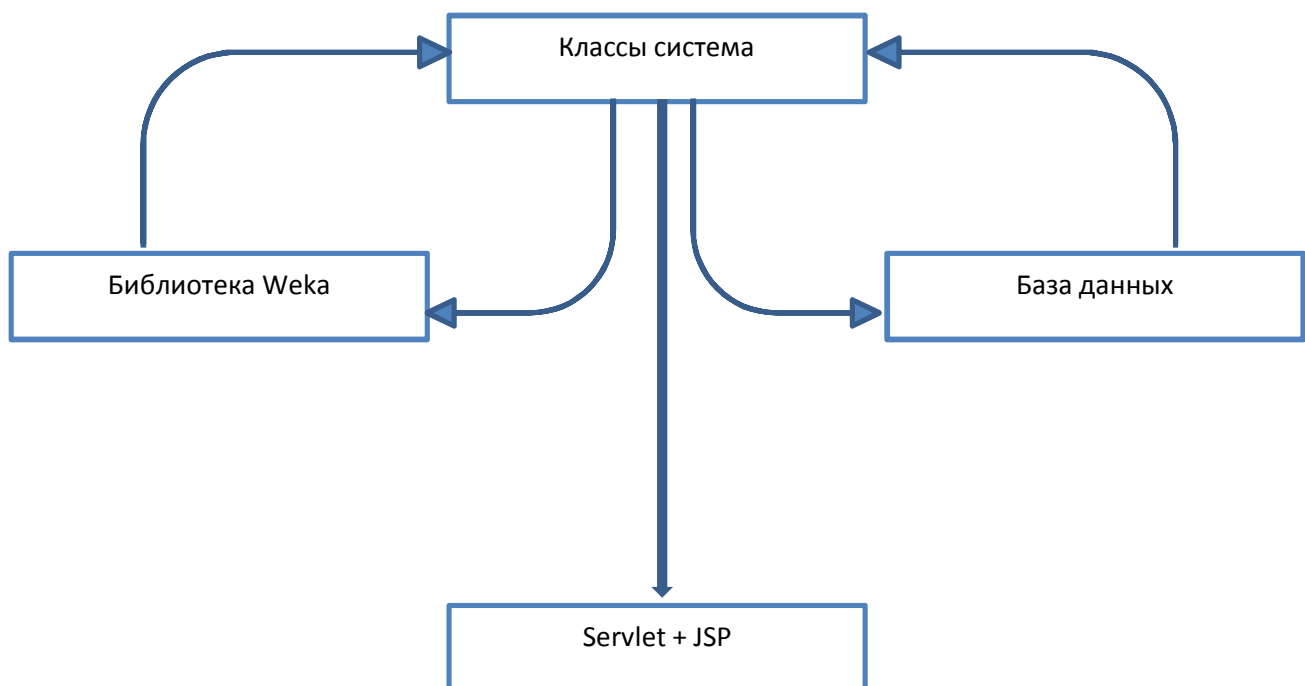 Классы система
Библиотека Weka
База данных
Servlet + JSP